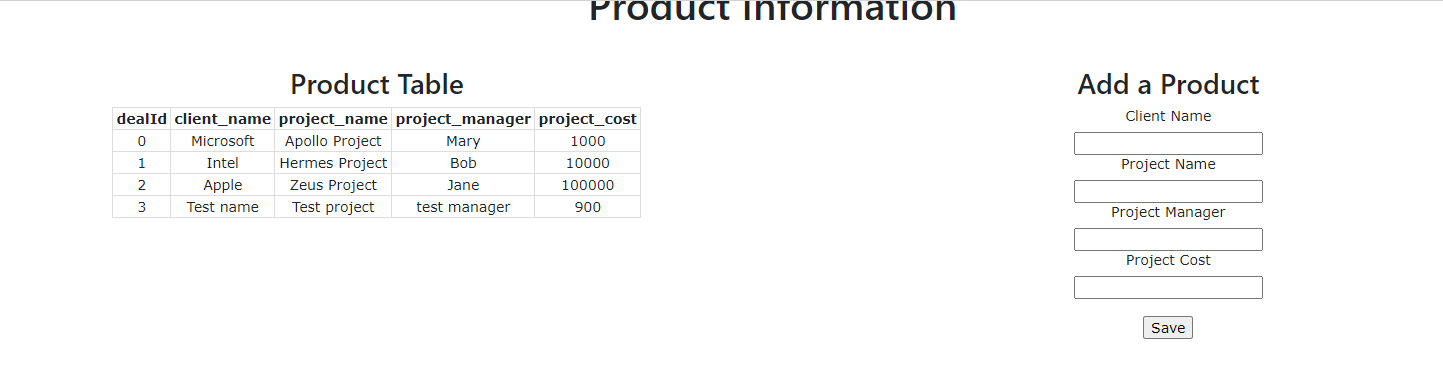 Product Information
Product Table
dealId client_name project_name project_manager project_cost
0 Microsoft Apollo Project Mary 1000
1 Intel Hermes Project Bob 10000
2 Apple Zeus Project Jane 100000
3 Test name Test project test manager 900
Add a Product
Client Name
Project Name
Project Manager
Project Cost
Save